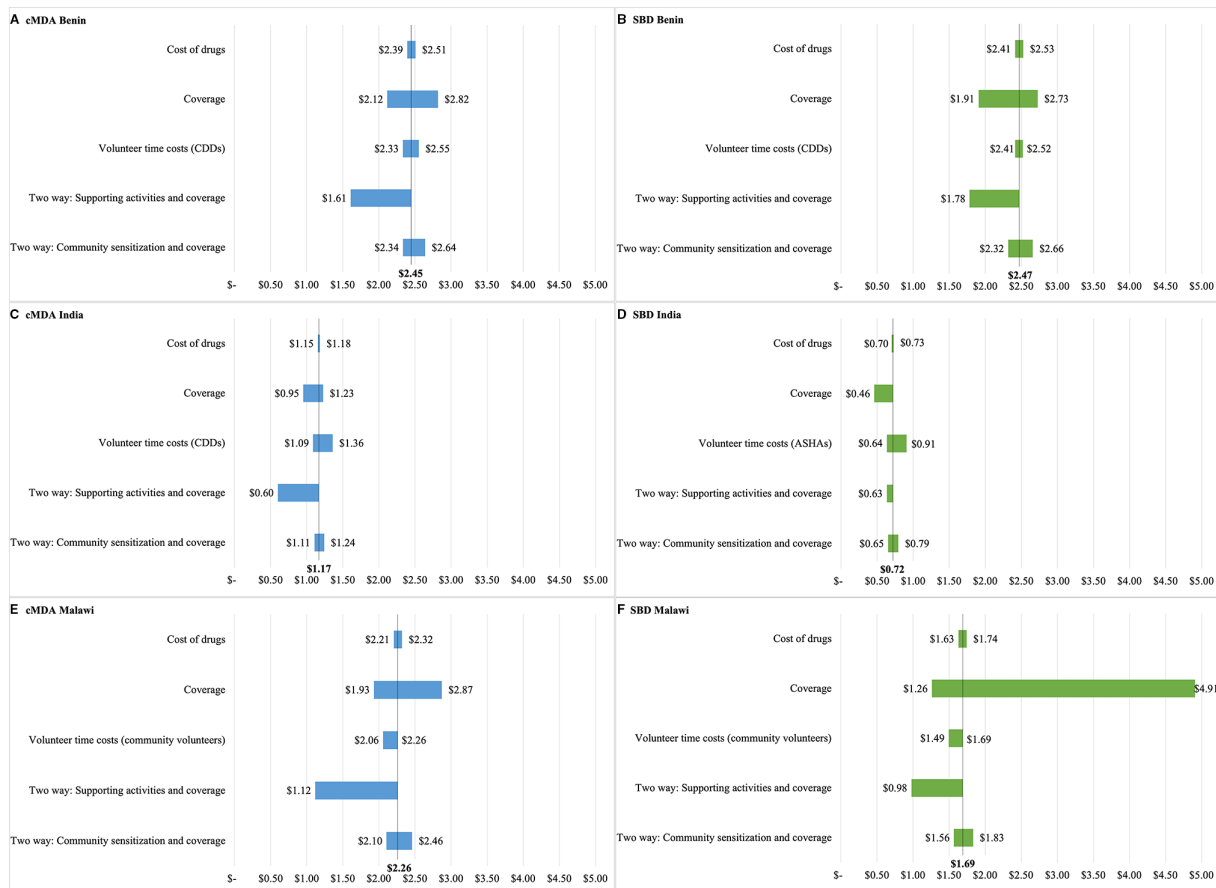 A cMDA Benin
Cost of drugs
$2.39 $2.51
Coverage
$2.12 $2.82
Volunteer time costs (CDDs)
$2.33 $2.55
Two way: Supporting activities and coverage
$1.61
Two way: Community sensitization and coverage
$2.34 $2.64
$2.45
$- $0.50 $1.00 $1.50 $2.00 $2.50 $3.00 $3.50 $4.00 $4.50 $5.00
B SBD Benin
Cost of drugs
$2.41 $2.53
Coverage
$1.91 $2.73
Volunteer time costs (CDDs)
$2.41 $2.52
Two way: Supporting activities and coverage
$1.78
Two way: Community sensitization and coverage
$2.32 $2.66
$2.47
$- $0.50 $1.00 $1.50 $2.00 $2.50 $3.00 $3.50 $4.00 $4.50 $5.00
C cMDA India
Cost of drugs
$1.15 $1.18
Coverage
$0.95 $1.23
Volunteer time costs (CDDs)
$1.09 $1.36
Two way: Supporting activities and coverage
$0.60
Two way: Community sensitization and coverage
$1.11 $1.24
$1.17
$- $0.50 $1.00 $1.50 $2.00 $2.50 $3.00 $3.50 $4.00 $4.50 $5.00
D SBD India
Cost of drugs
$0.70 $0.73
Coverage
$0.46
Volunteer time costs (ASHAs)
$0.64 $0.91
Two way: Supporting activities and coverage
$0.63
Two way: Community sensitization and coverage
$0.65 $0.79
$0.72
$- $0.50 $1.00 $1.50 $2.00 $2.50 $3.00 $3.50 $4.00 $4.50 $5.00
E cMDA Malawi
Cost of drugs
$2.21 $2.32
Coverage
$1.93 $2.87
Volunteer time costs (community volunteers)
$2.06 $2.26
Two way: Supporting activities and coverage
$1.12
Two way: Community sensitization and coverage
$2.10 $2.46
$2.26
$- $0.50 $1.00 $1.50 $2.00 $2.50 $3.00 $3.50 $4.00 $4.50 $5.00
F SBD Malawi
Cost of drugs
$1.63 $1.74
Coverage
$1.26 $4.91
Volunteer time costs (community volunteers)
$1.49 $1.69
Two way: Supporting activities and coverage
$0.98
Two way: Community sensitization and coverage
$1.56 $1.83
$1.69
$- $0.50 $1.00 $1.50 $2.00 $2.50 $3.00 $3.50 $4.00 $4.50 $5.00